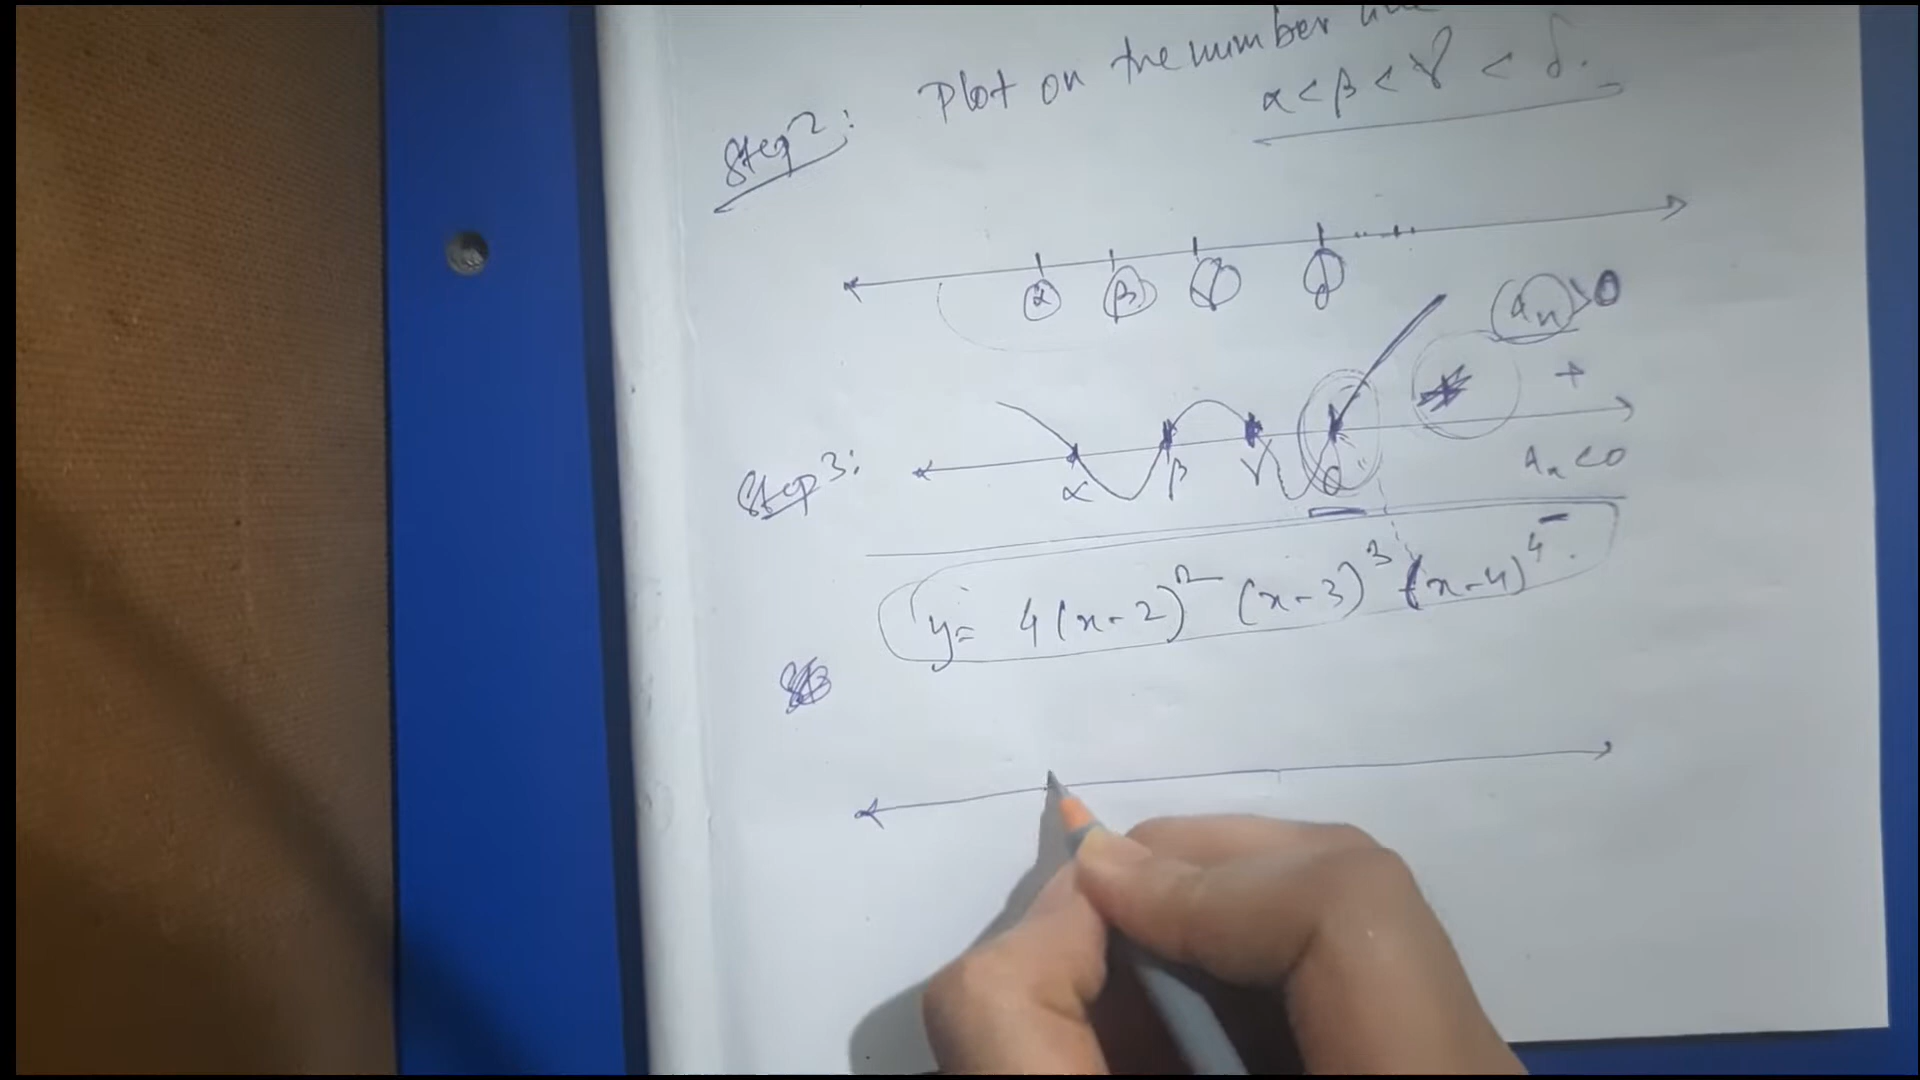 Step 2: Plot on the number
α < β < γ < δ.
α β γ δ
(aₙ) > 0
+
Step 3:
α β γ
aₙ < 0
y = 4(x-2)² (x-3)³ (x-4)⁴.